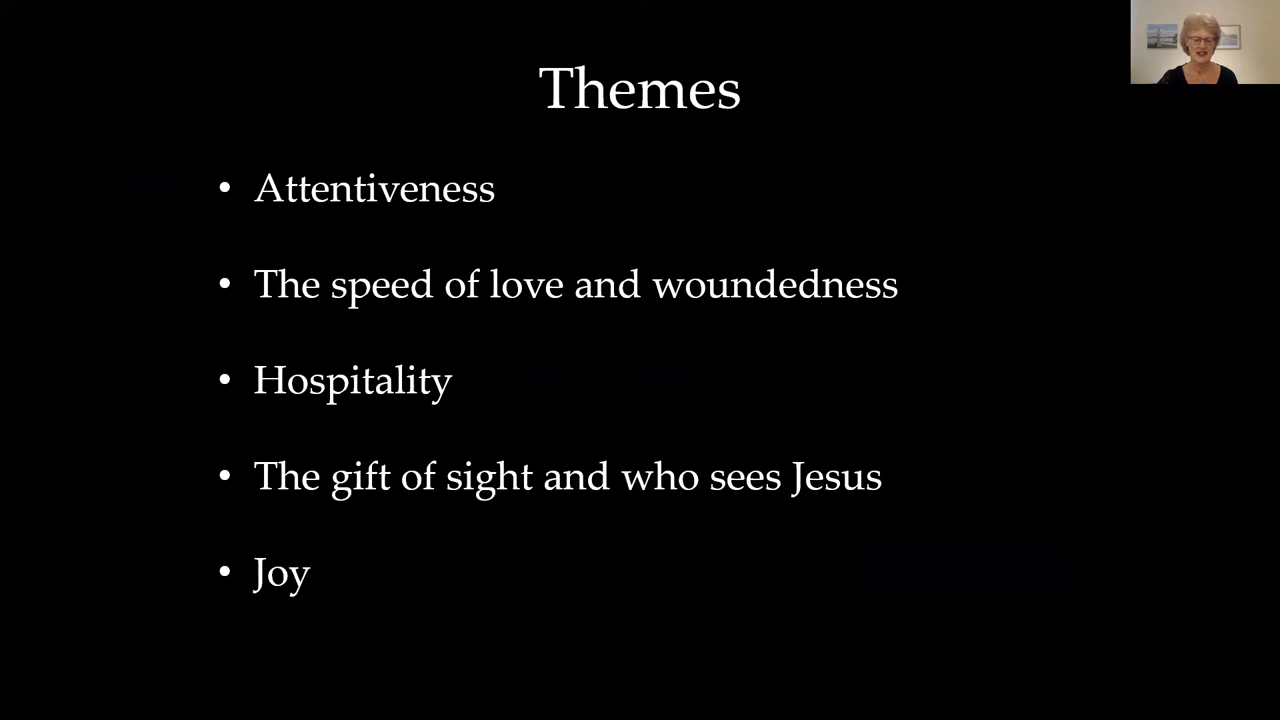 Themes
• Attentiveness
• The speed of love and woundedness
• Hospitality
• The gift of sight and who sees Jesus
• Joy